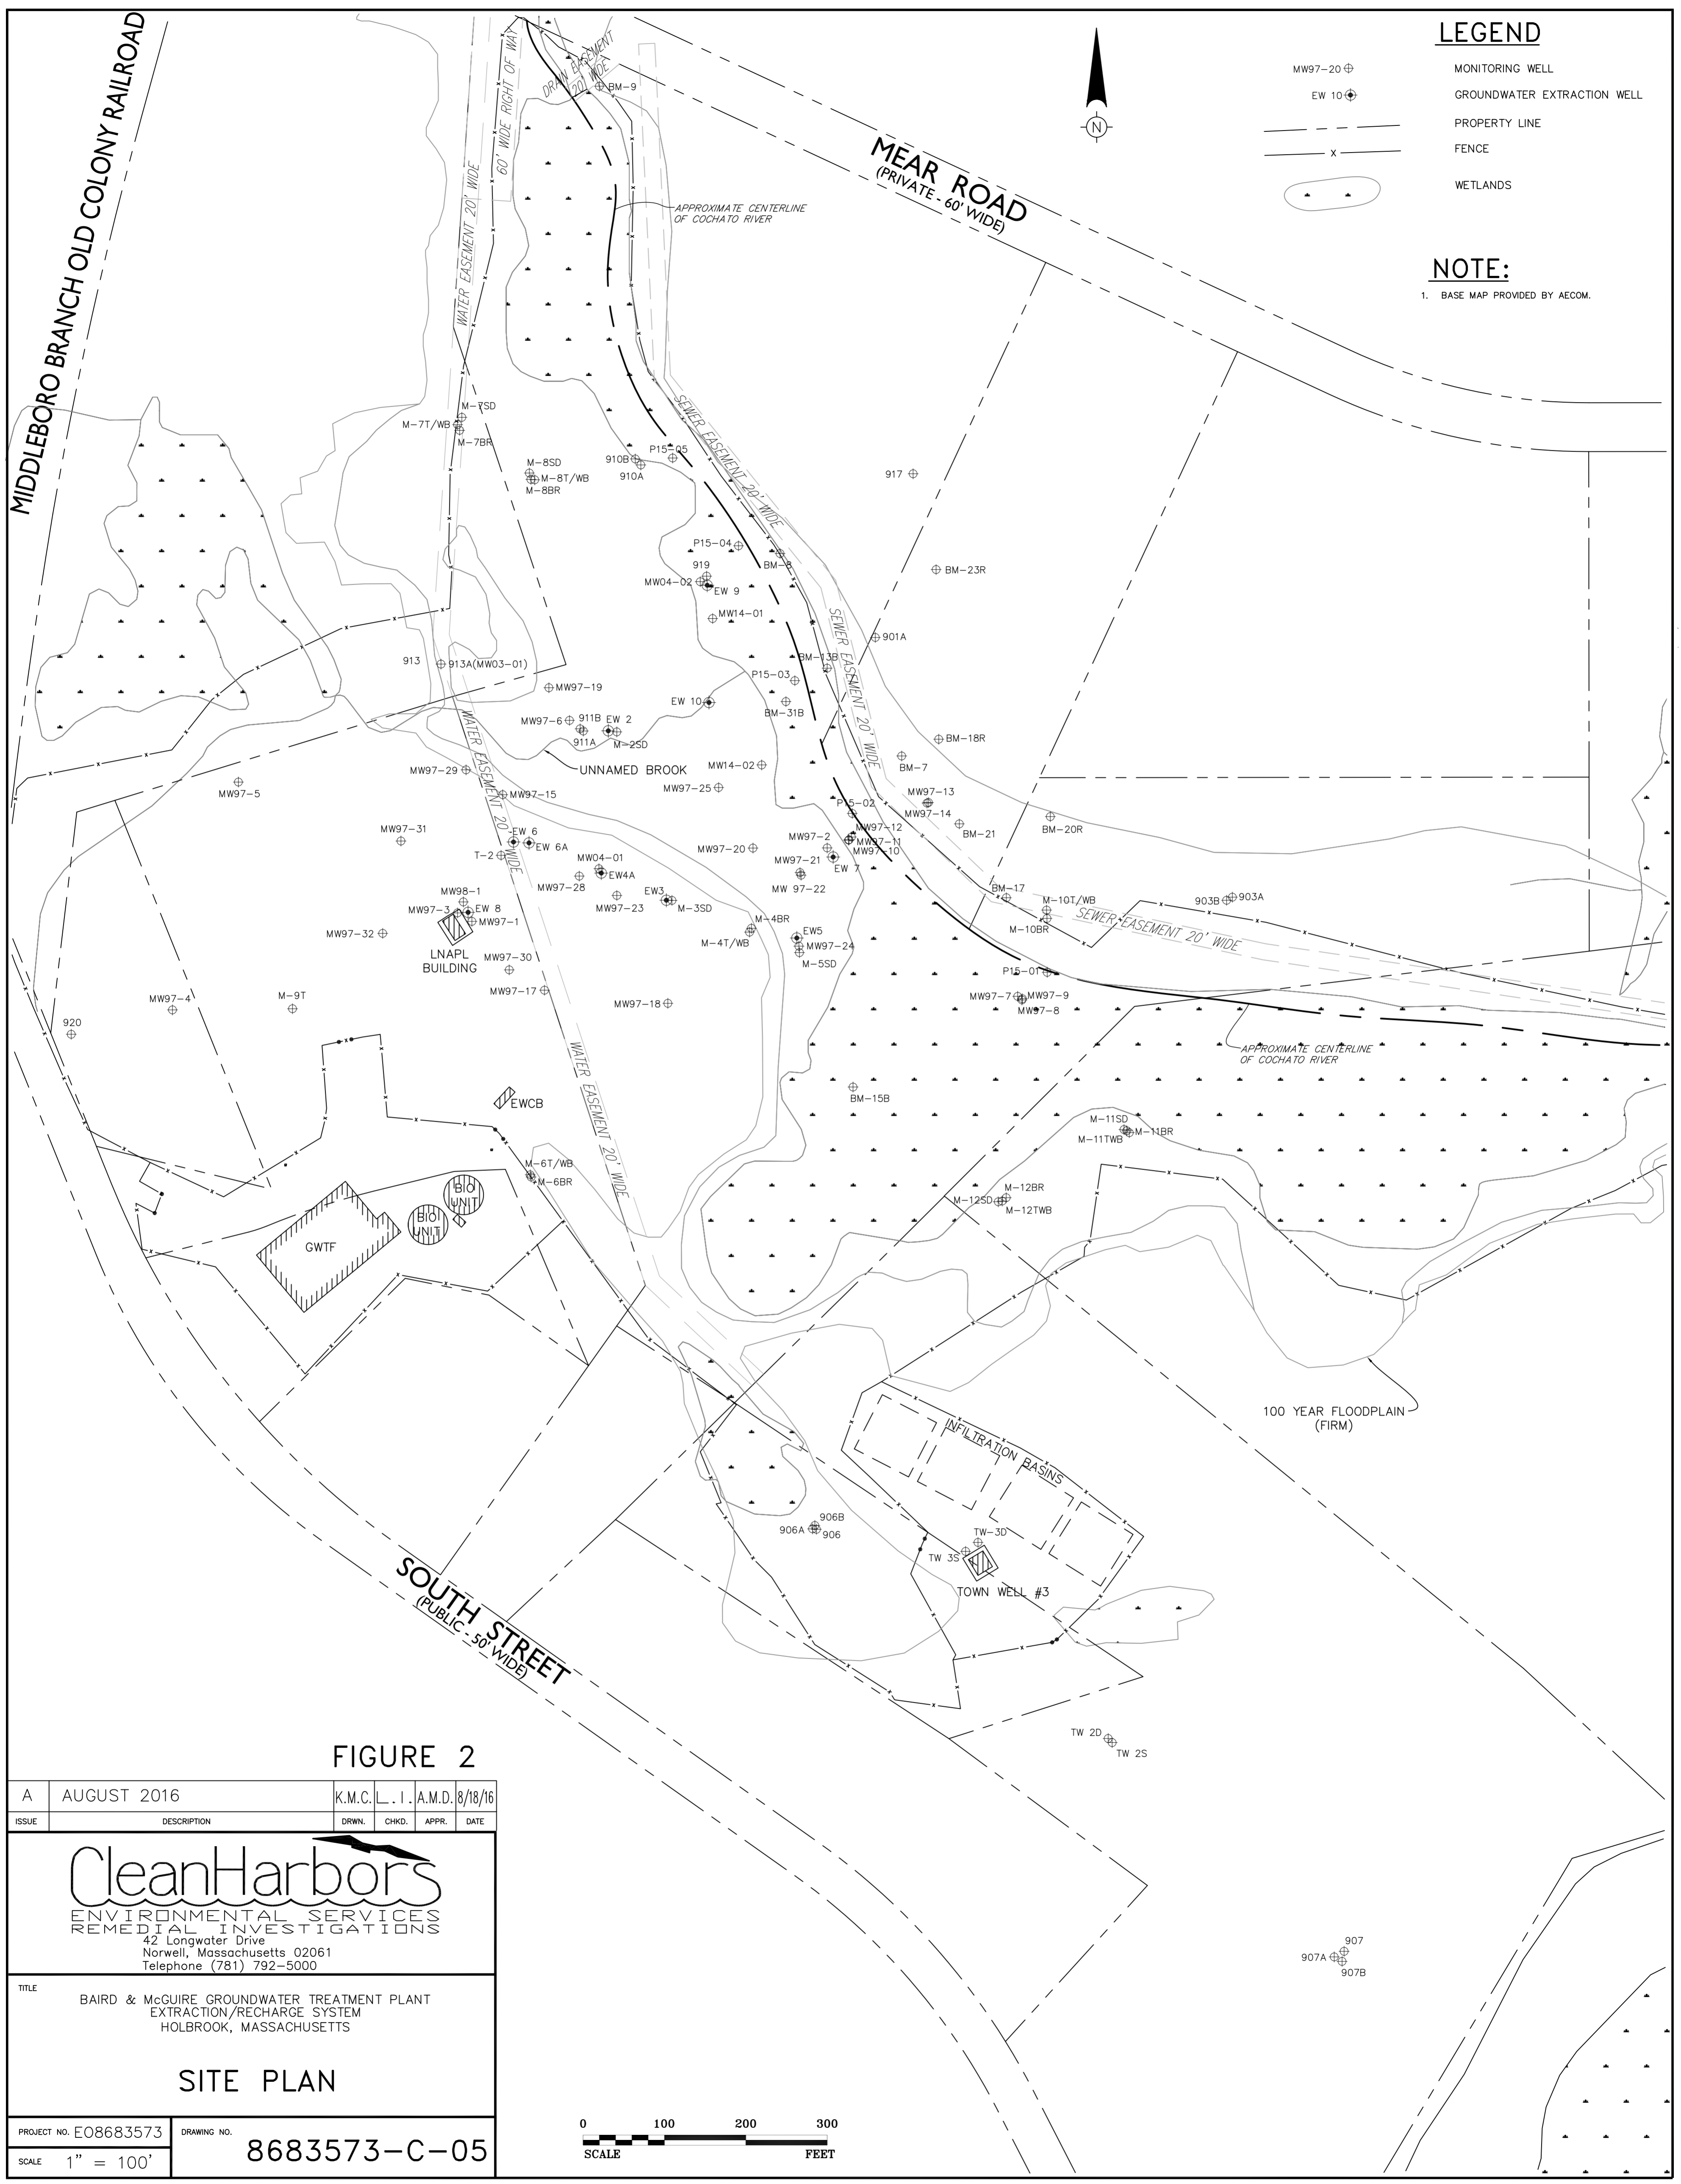 MIDDLEBORO BRANCH OLD COLONY RAILROAD
60' WIDE RIGHT OF WAY
WATER EASEMENT 20' WIDE
DRAIN EASEMENT
20' WIDE
BM-9
APPROXIMATE CENTERLINE
OF COCHATO RIVER
MEAR ROAD
(PRIVATE - 60' WIDE)
N
LEGEND
MW97-20
MONITORING WELL
EW 10
GROUNDWATER EXTRACTION WELL
PROPERTY LINE
X
FENCE
WETLANDS
NOTE:
1. BASE MAP PROVIDED BY AECOM.
M-7SD
M-7T/WB
M-7BR
M-8SD
M-8T/WB
M-8BR
910B
910A
P15-05
SEWER EASEMENT 20' WIDE
917
P15-04
BM-8
919
MW04-02
EW 9
MW14-01
BM-23R
901A
SEWER EASEMENT 20' WIDE
BM-13B
P15-03
BM-31B
913
913A(MW03-01)
MW97-19
EW 10
MW97-6
911B
EW 2
911A
M-2SD
UNNAMED BROOK
WATER EASEMENT 20' WIDE
MW97-29
MW97-15
MW97-5
MW14-02
MW97-25
BM-18R
BM-7
MW97-13
MW97-14
P15-02
MW97-12
MW97-11
MW97-10
BM-21
BM-20R
MW97-31
EW 6
EW 6A
T-2
MW04-01
EW4A
MW97-28
MW97-23
MW97-20
MW97-2
MW97-21
EW 7
MW 97-22
EW3
M-3SD
MW98-1
MW97-3
EW 8
MW97-1
MW97-32
LNAPL
BUILDING
MW97-30
MW97-17
M-4BR
M-4T/WB
EW5
MW97-24
M-5SD
MW97-18
BM-17
M-10T/WB
M-10BR
SEWER EASEMENT 20' WIDE
903B
903A
P15-01
MW97-7
MW97-9
MW97-8
APPROXIMATE CENTERLINE
OF COCHATO RIVER
MW97-4
M-9T
920
WATER EASEMENT 20' WIDE
EWCB
BM-15B
M-11SD
M-11TWB
M-11BR
M-6T/WB
M-6BR
BIO
UNIT
BIO
UNIT
GWTF
M-12BR
M-12SD
M-12TWB
100 YEAR FLOODPLAIN
(FIRM)
INFILTRATION BASINS
906B
906A
906
TW-3D
TW 3S
TOWN WELL #3
SOUTH STREET
(PUBLIC - 50' WIDE)
TW 2D
TW 2S
907
907A
907B
FIGURE 2
A
AUGUST 2016
K.M.C.
L.I.
A.M.D.
8/18/16
ISSUE
DESCRIPTION
DRWN.
CHKD.
APPR.
DATE
CleanHarbors
ENVIRONMENTAL SERVICES
REMEDIAL INVESTIGATIONS
42 Longwater Drive
Norwell, Massachusetts 02061
Telephone (781) 792-5000
TITLE
BAIRD & McGUIRE GROUNDWATER TREATMENT PLANT
EXTRACTION/RECHARGE SYSTEM
HOLBROOK, MASSACHUSETTS
SITE PLAN
PROJECT NO. E08683573
DRAWING NO.
8683573-C-05
SCALE
1" = 100'
0 100 200 300
SCALE FEET